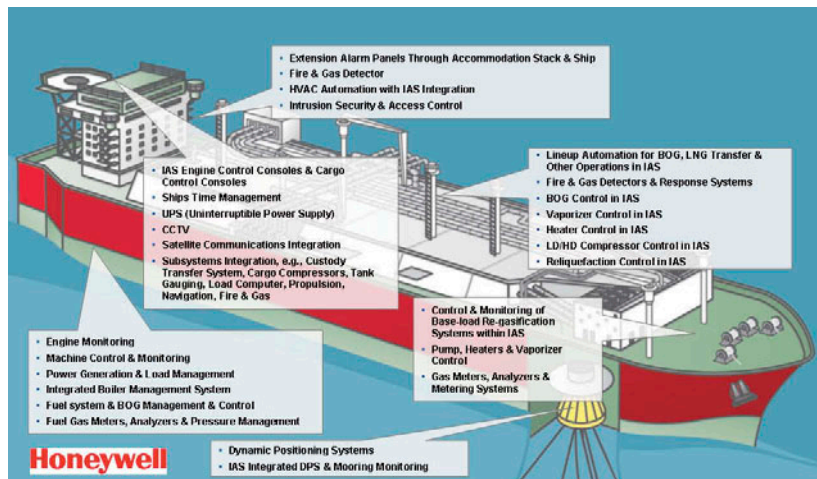 Extension Alarm Panels Through Accommodation Stack & Ship
Fire & Gas Detector
HVAC Automation with IAS Integration
Intrusion Security & Access Control
IAS Engine Control Consoles & Cargo
Control Consoles
Ships Time Management
UPS (Uninterruptible Power Supply)
CCTV
Satellite Communications Integration
Subsystems Integration, e.g., Custody
Transfer System, Cargo Compressors, Tank
Gauging, Load Computer, Propulsion,
Navigation, Fire & Gas
Lineup Automation for BOG, LNG Transfer &
Other Operations in IAS
Fire & Gas Detectors & Response Systems
BOG Control in IAS
Vaporizer Control in IAS
Heater Control in IAS
LD/HD Compressor Control in IAS
Reliquefaction Control in IAS
Control & Monitoring of
Base-load Re-gasification
Systems within IAS
Pump, Heaters & Vaporizer
Control
Gas Meters, Analyzers &
Metering Systems
Engine Monitoring
Machine Control & Monitoring
Power Generation & Load Management
Integrated Boiler Management System
Fuel system & BOG Management & Control
Fuel Gas Meters, Analyzers & Pressure Management
Dynamic Positioning Systems
IAS Integrated DPS & Mooring Monitoring
Honeywell